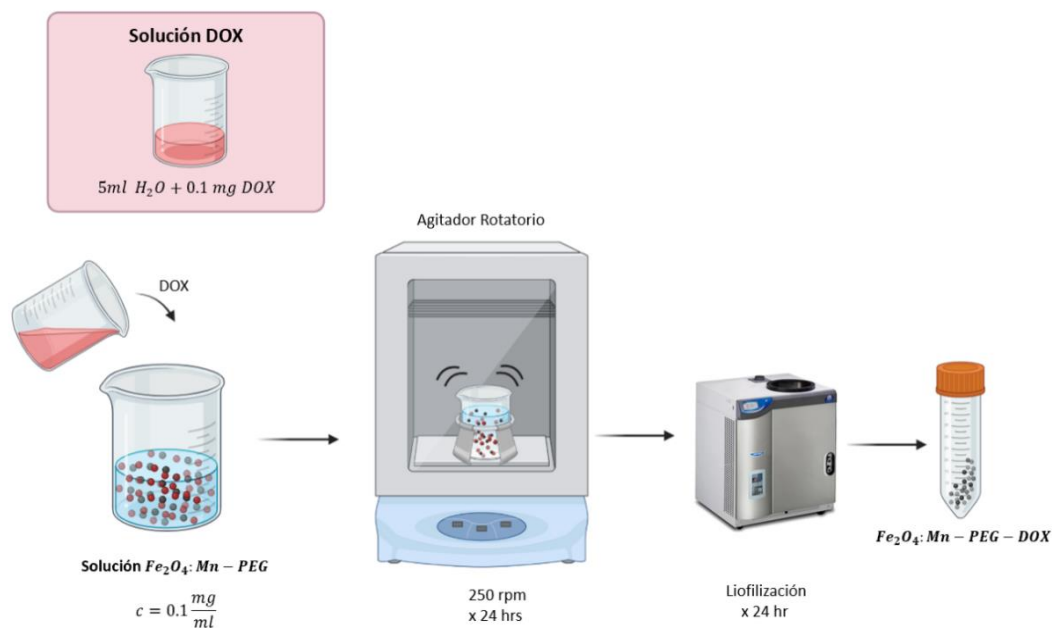 Solución DOX
5ml H₂O + 0.1 mg DOX
DOX
Solución Fe₂O₄: Mn − PEG
c = 0.1 mg/ml
Agitador Rotatorio
250 rpm
x 24 hrs
Liofilización
x 24 hr
Fe₂O₄: Mn − PEG − DOX